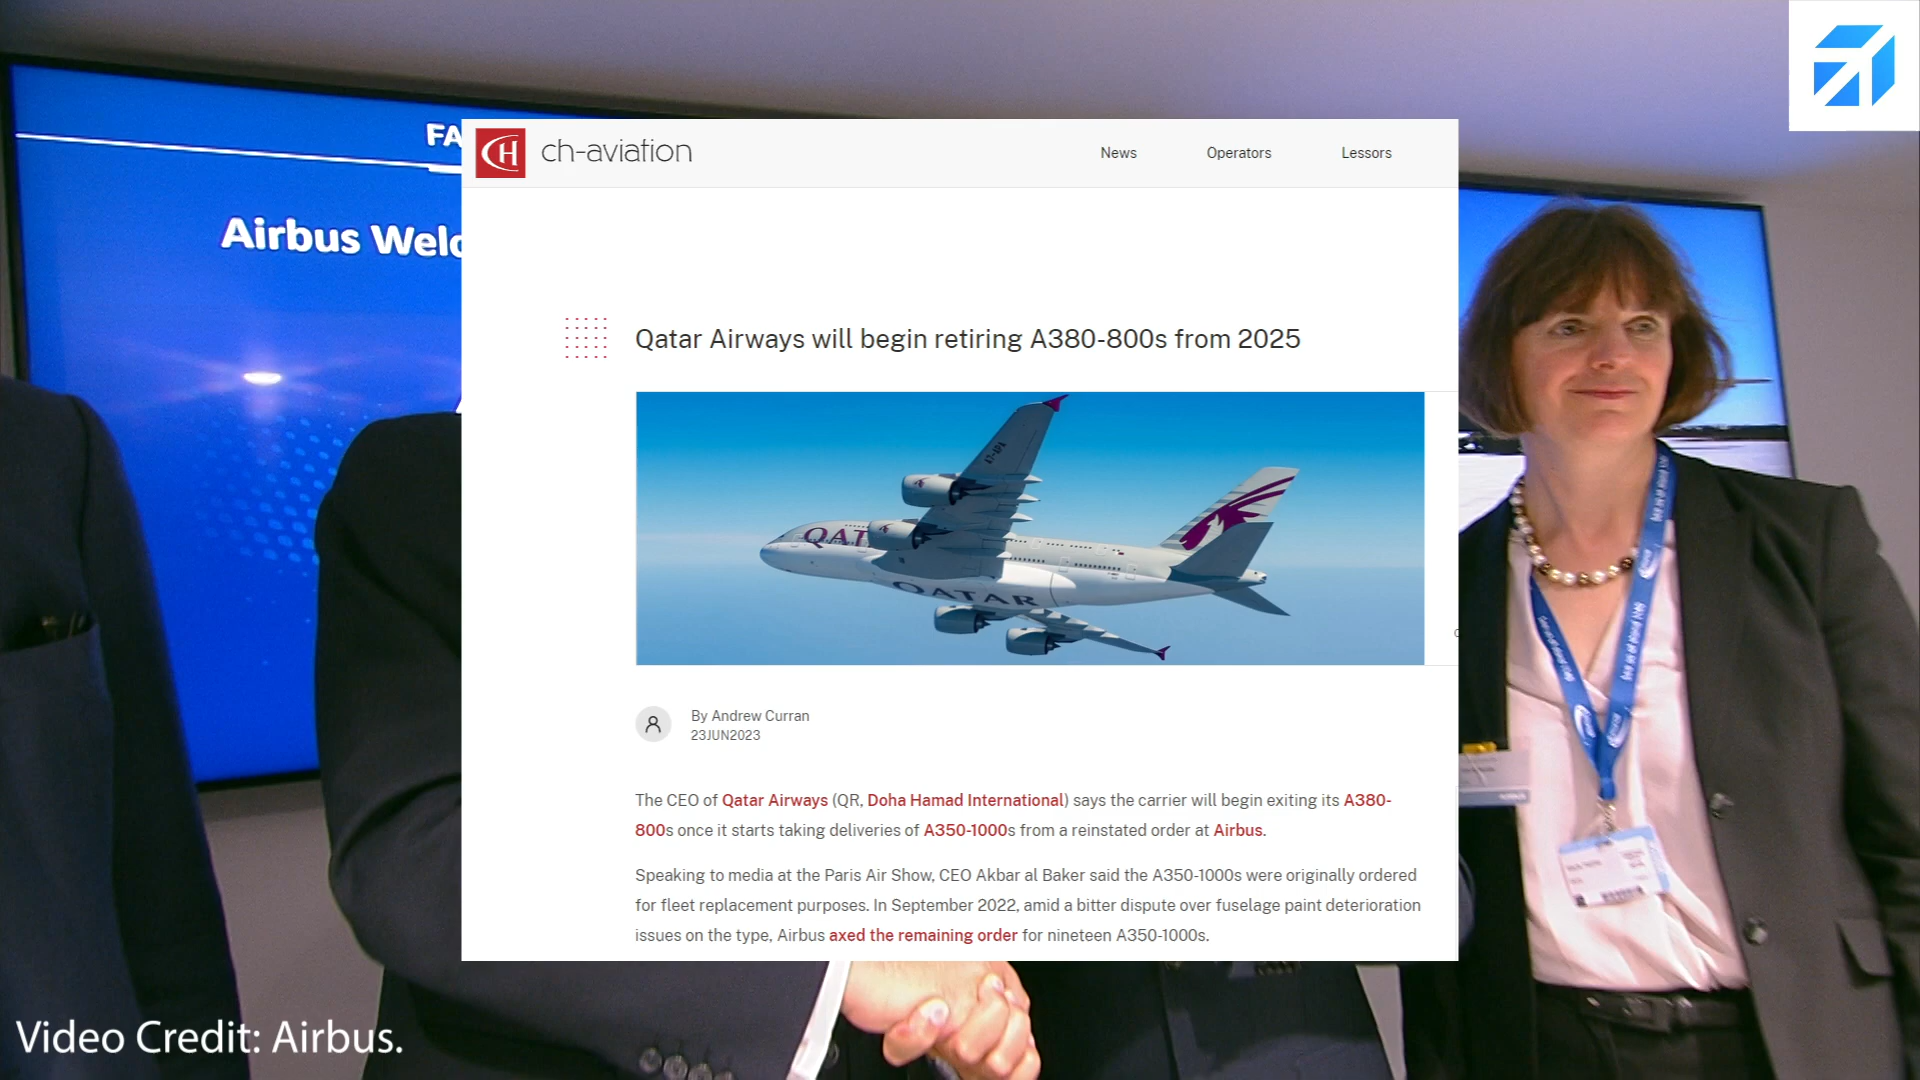 FA
Airbus Welc
CH ch-aviation
News Operators Lessors
Qatar Airways will begin retiring A380-800s from 2025
QAT
QATAR
By Andrew Curran
23JUN2023
The CEO of Qatar Airways (QR, Doha Hamad International) says the carrier will begin exiting its A380-
800s once it starts taking deliveries of A350-1000s from a reinstated order at Airbus.
Speaking to media at the Paris Air Show, CEO Akbar al Baker said the A350-1000s were originally ordered
for fleet replacement purposes. In September 2022, amid a bitter dispute over fuselage paint deterioration
issues on the type, Airbus axed the remaining order for nineteen A350-1000s.
Video Credit: Airbus.